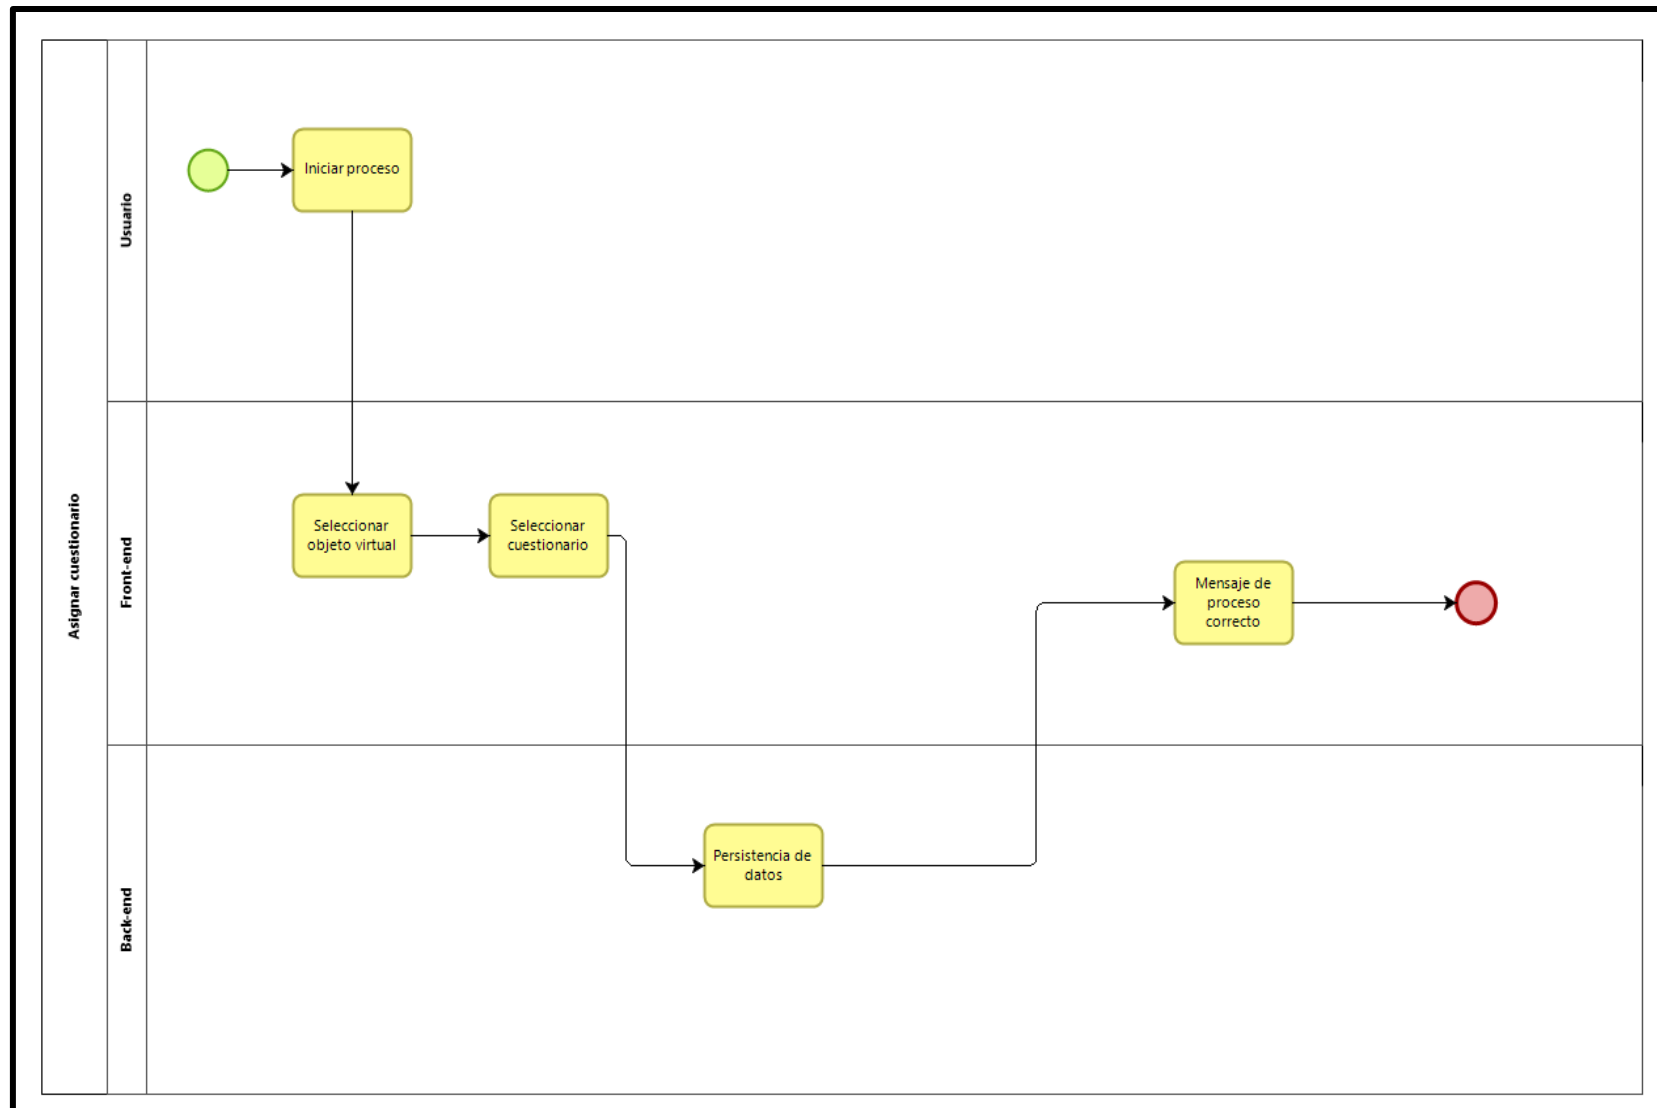 Asignar cuestionario
Usuario
Iniciar proceso
Front-end
Seleccionar
objeto virtual
Seleccionar
cuestionario
Mensaje de
proceso
correcto
Back-end
Persistencia de
datos